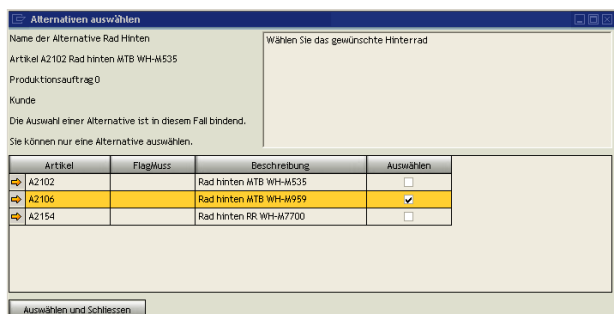 Alternativen auswählen
Name der Alternative Rad Hinten
Wählen Sie das gewünschte Hinterrad
Artikel A2102 Rad hinten MTB WH-M535
Produktionsauftrag 0
Kunde
Die Auswahl einer Alternative ist in diesem Fall bindend.
Sie können nur eine Alternative auswählen.
Artikel FlagMuss Beschreibung Auswählen
A2102 Rad hinten MTB WH-M535
A2106 Rad hinten MTB WH-M959
A2154 Rad hinten RR WH-M7700
Auswählen und Schliessen